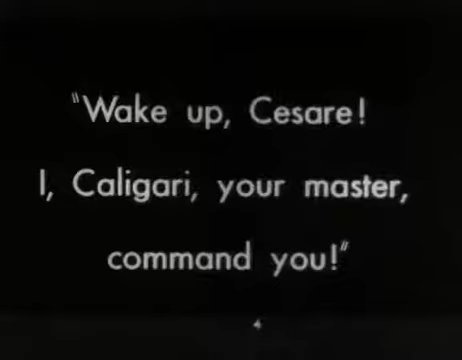 "Wake up, Cesare!
I, Caligari, your master,
command you!"